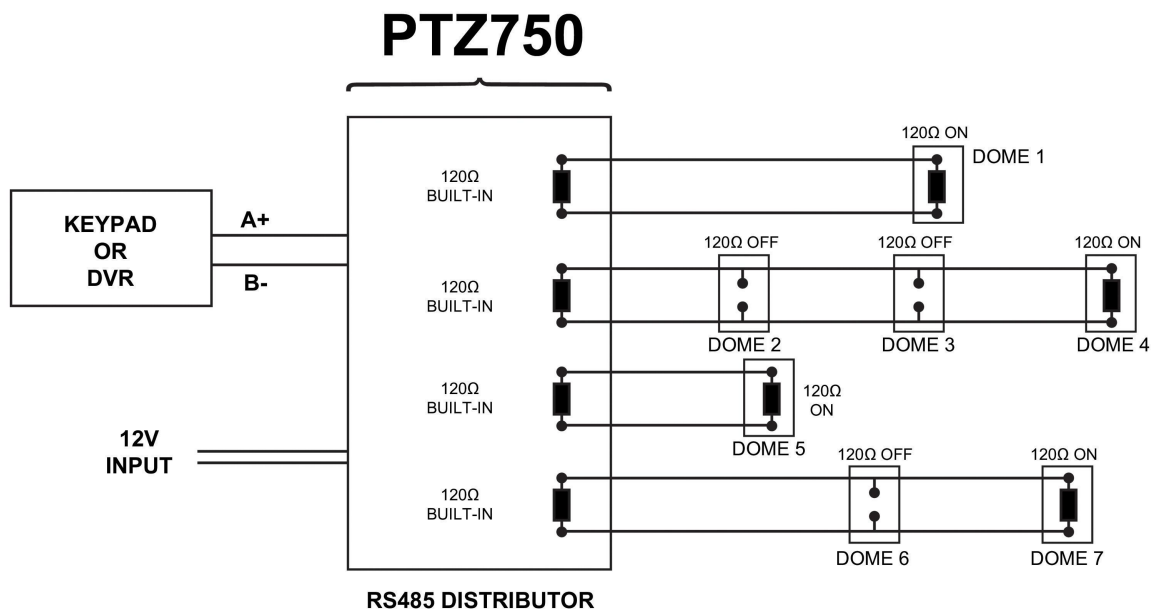 PTZ750
KEYPAD
OR
DVR
A+
B-
12V
INPUT
120Ω
BUILT-IN
120Ω
BUILT-IN
120Ω
BUILT-IN
120Ω
BUILT-IN
120Ω ON
DOME 1
120Ω OFF
DOME 2
120Ω OFF
DOME 3
120Ω ON
DOME 4
120Ω
ON
DOME 5
120Ω OFF
DOME 6
120Ω ON
DOME 7
RS485 DISTRIBUTOR